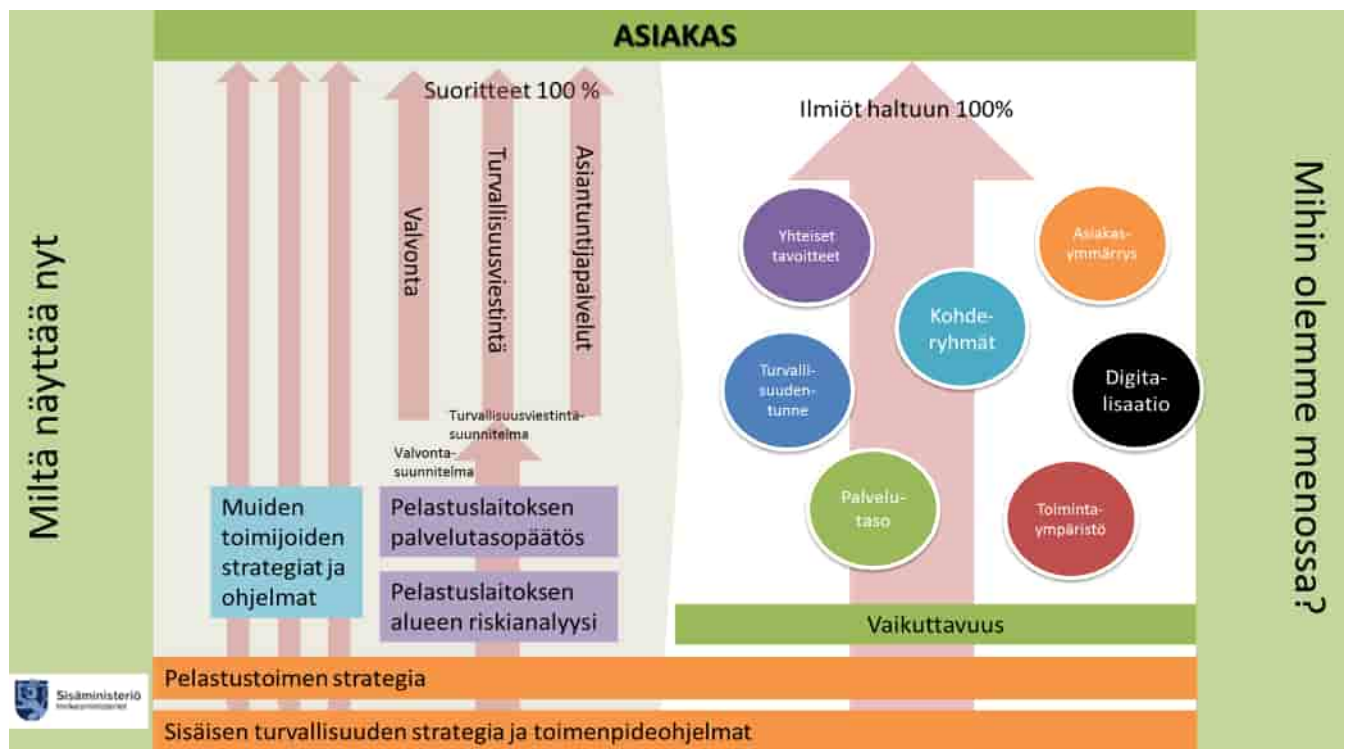 ASIAKAS
Miltä näyttää nyt
Suoritteet 100 %
Valvonta
Turvallisuusviestintä
Asiantuntijapalvelut
Turvallisuusviestintä-
suunnitelma
Valvonta-
suunnitelma
Muiden
toimijoiden
strategiat ja
ohjelmat
Pelastuslaitoksen
palvelutasopäätös
Pelastuslaitoksen
alueen riskianalyysi
Ilmiöt haltuun 100%
Yhteiset
tavoitteet
Asiakas-
ymmärrys
Kohde-
ryhmät
Turvalli-
suuden-
tunne
Digita-
lisaatio
Palvelu-
taso
Toiminta-
ympäristö
Vaikuttavuus
Mihin olemme menossa?
Pelastustoimen strategia
Sisäisen turvallisuuden strategia ja toimenpideohjelmat
Sisäministeriö
Inrikesministeriet